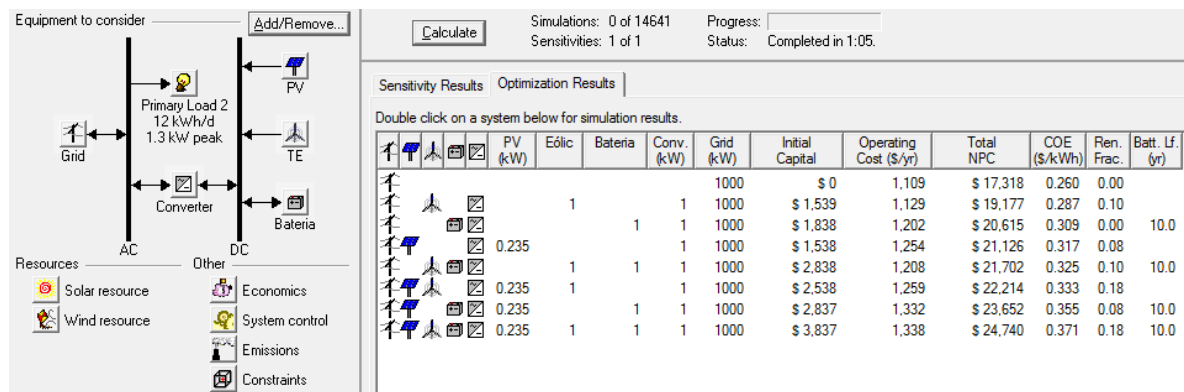 Equipment to consider Add/Remove...
Primary Load 2
12 kWh/d
1.3 kW peak
PV
Grid
TE
Converter
Bateria
AC DC
Resources Other
Solar resource Economics
Wind resource System control
Emissions
Constraints
Calculate
Simulations: 0 of 14641 Progress:
Sensitivities: 1 of 1 Status: Completed in 1:05.
Sensitivity Results Optimization Results
Double click on a system below for simulation results.
PV (kW) Eólic Bateria Conv. (kW) Grid (kW) Initial Capital Operating Cost ($/yr) Total NPC COE ($/kWh) Ren. Frac. Batt. Lf. (yr)
1000 $ 0 1,109 $ 17,318 0.260 0.00
1 1 1000 $ 1,539 1,129 $ 19,177 0.287 0.10
1 1 1000 $ 1,838 1,202 $ 20,615 0.309 0.00 10.0
0.235 1 1000 $ 1,538 1,254 $ 21,126 0.317 0.08
1 1 1 1000 $ 2,838 1,208 $ 21,702 0.325 0.10 10.0
0.235 1 1 1000 $ 2,538 1,259 $ 22,214 0.333 0.18
0.235 1 1 1000 $ 2,837 1,332 $ 23,652 0.355 0.08 10.0
0.235 1 1 1 1000 $ 3,837 1,338 $ 24,740 0.371 0.18 10.0